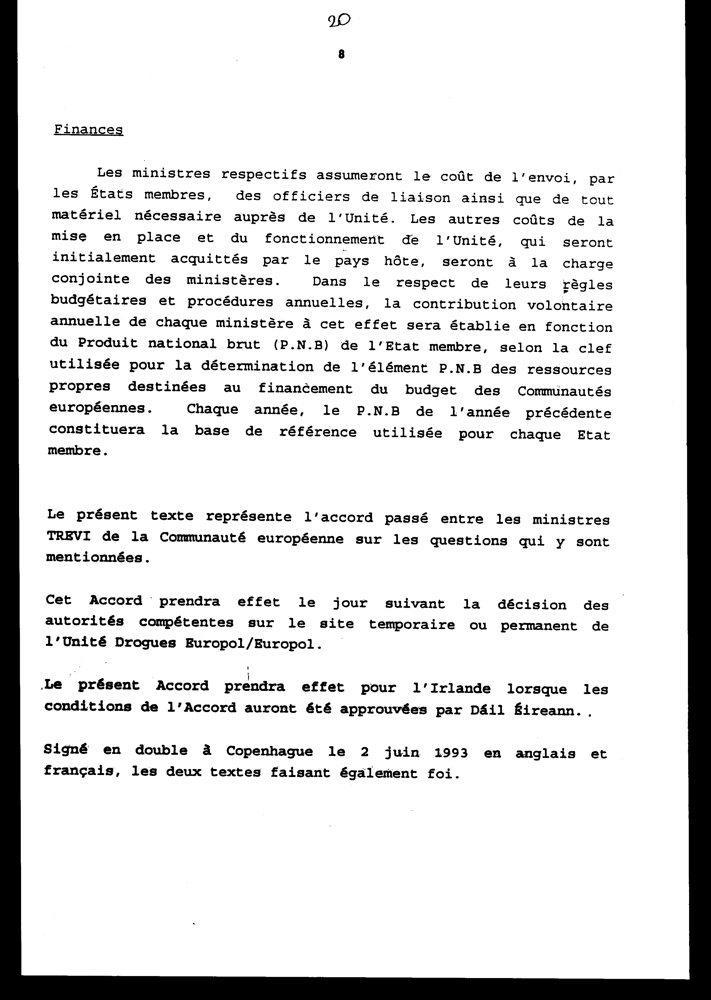 20
8
Finances
Les ministres respectifs assumeront le coût de l'envoi, par
les États membres, des officiers de liaison ainsi que de tout
matériel nécessaire auprès de l'Unité. Les autres coûts de la
mise en place et du fonctionnement de l'Unité, qui seront
initialement acquittés par le pays hôte, seront à la charge
conjointe des ministères. Dans le respect de leurs règles
budgétaires et procédures annuelles, la contribution volontaire
annuelle de chaque ministère à cet effet sera établie en fonction
du Produit national brut (P.N.B) de l'Etat membre, selon la clef
utilisée pour la détermination de l'élément P.N.B des ressources
propres destinées au financement du budget des Communautés
européennes. Chaque année, le P.N.B de l'année précédente
constituera la base de référence utilisée pour chaque Etat
membre.
Le présent texte représente l'accord passé entre les ministres
TREVI de la Communauté européenne sur les questions qui y sont
mentionnées.
Cet Accord prendra effet le jour suivant la décision des
autorités compétentes sur le site temporaire ou permanent de
l'Unité Drogues Europol/Europol.
Le présent Accord prendra effet pour l'Irlande lorsque les
conditions de l'Accord auront été approuvées par Dáil Éireann. .
Signé en double à Copenhague le 2 juin 1993 en anglais et
français, les deux textes faisant également foi.